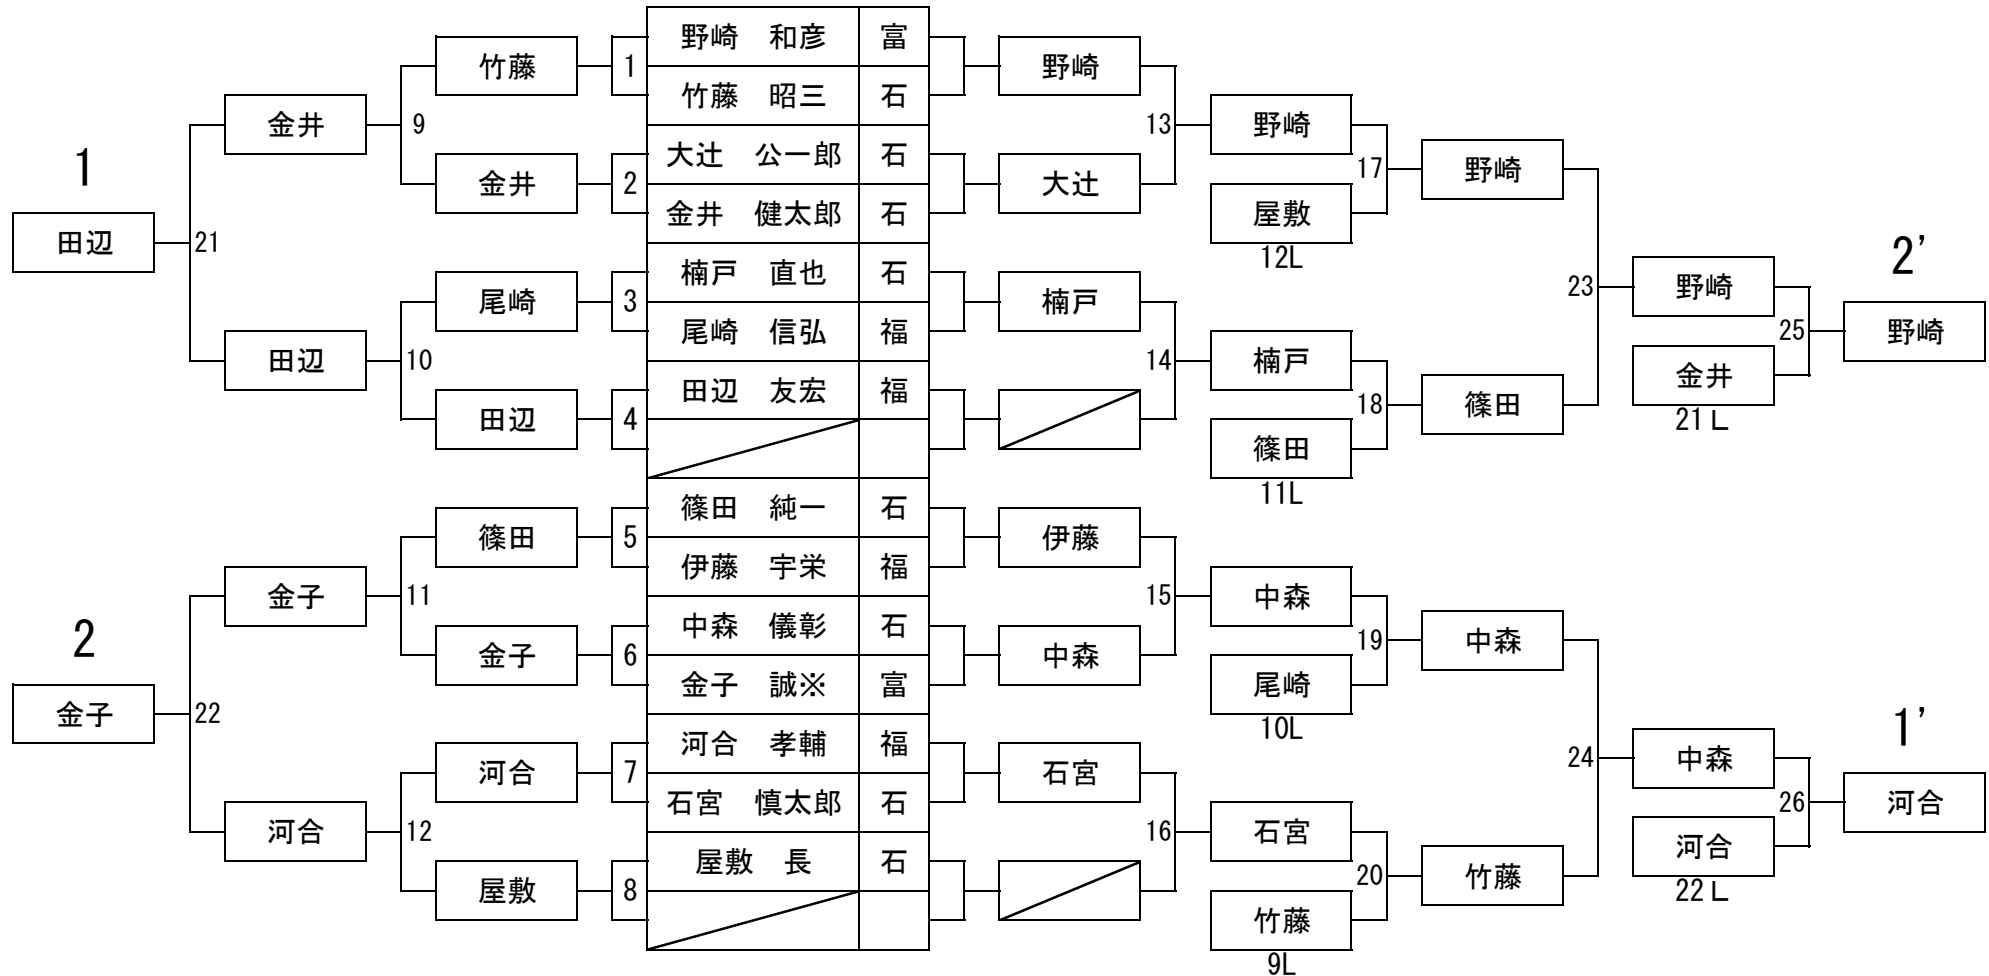 野崎　和彦 富
竹藤 1 野崎
竹藤　昭三 石
金井 9 13 野崎
大辻　公一郎 石
1 17 野崎
金井 2 大辻
金井　健太郎 石 屋敷
田辺 21 12L 2’
楠戸　直也 石
尾崎 3 楠戸 23 野崎
尾崎　信弘 福 25 野崎
田辺 10 14 楠戸
田辺　友宏 福 金井
田辺 4 18 篠田 21L
篠田
11L
篠田　純一 石
篠田 5 伊藤
伊藤　宇栄 福
金子 11 15 中森
中森　儀彰 石
2 19 中森
金子 6 中森
金子　誠※ 富 尾崎
金子 22 10L 1’
河合　孝輔 福
河合 7 石宮 24 中森
石宮　慎太郎 石 26 河合
河合 12 16 石宮
屋敷　長 石 河合
屋敷 8 20 竹藤 22L
竹藤
9L